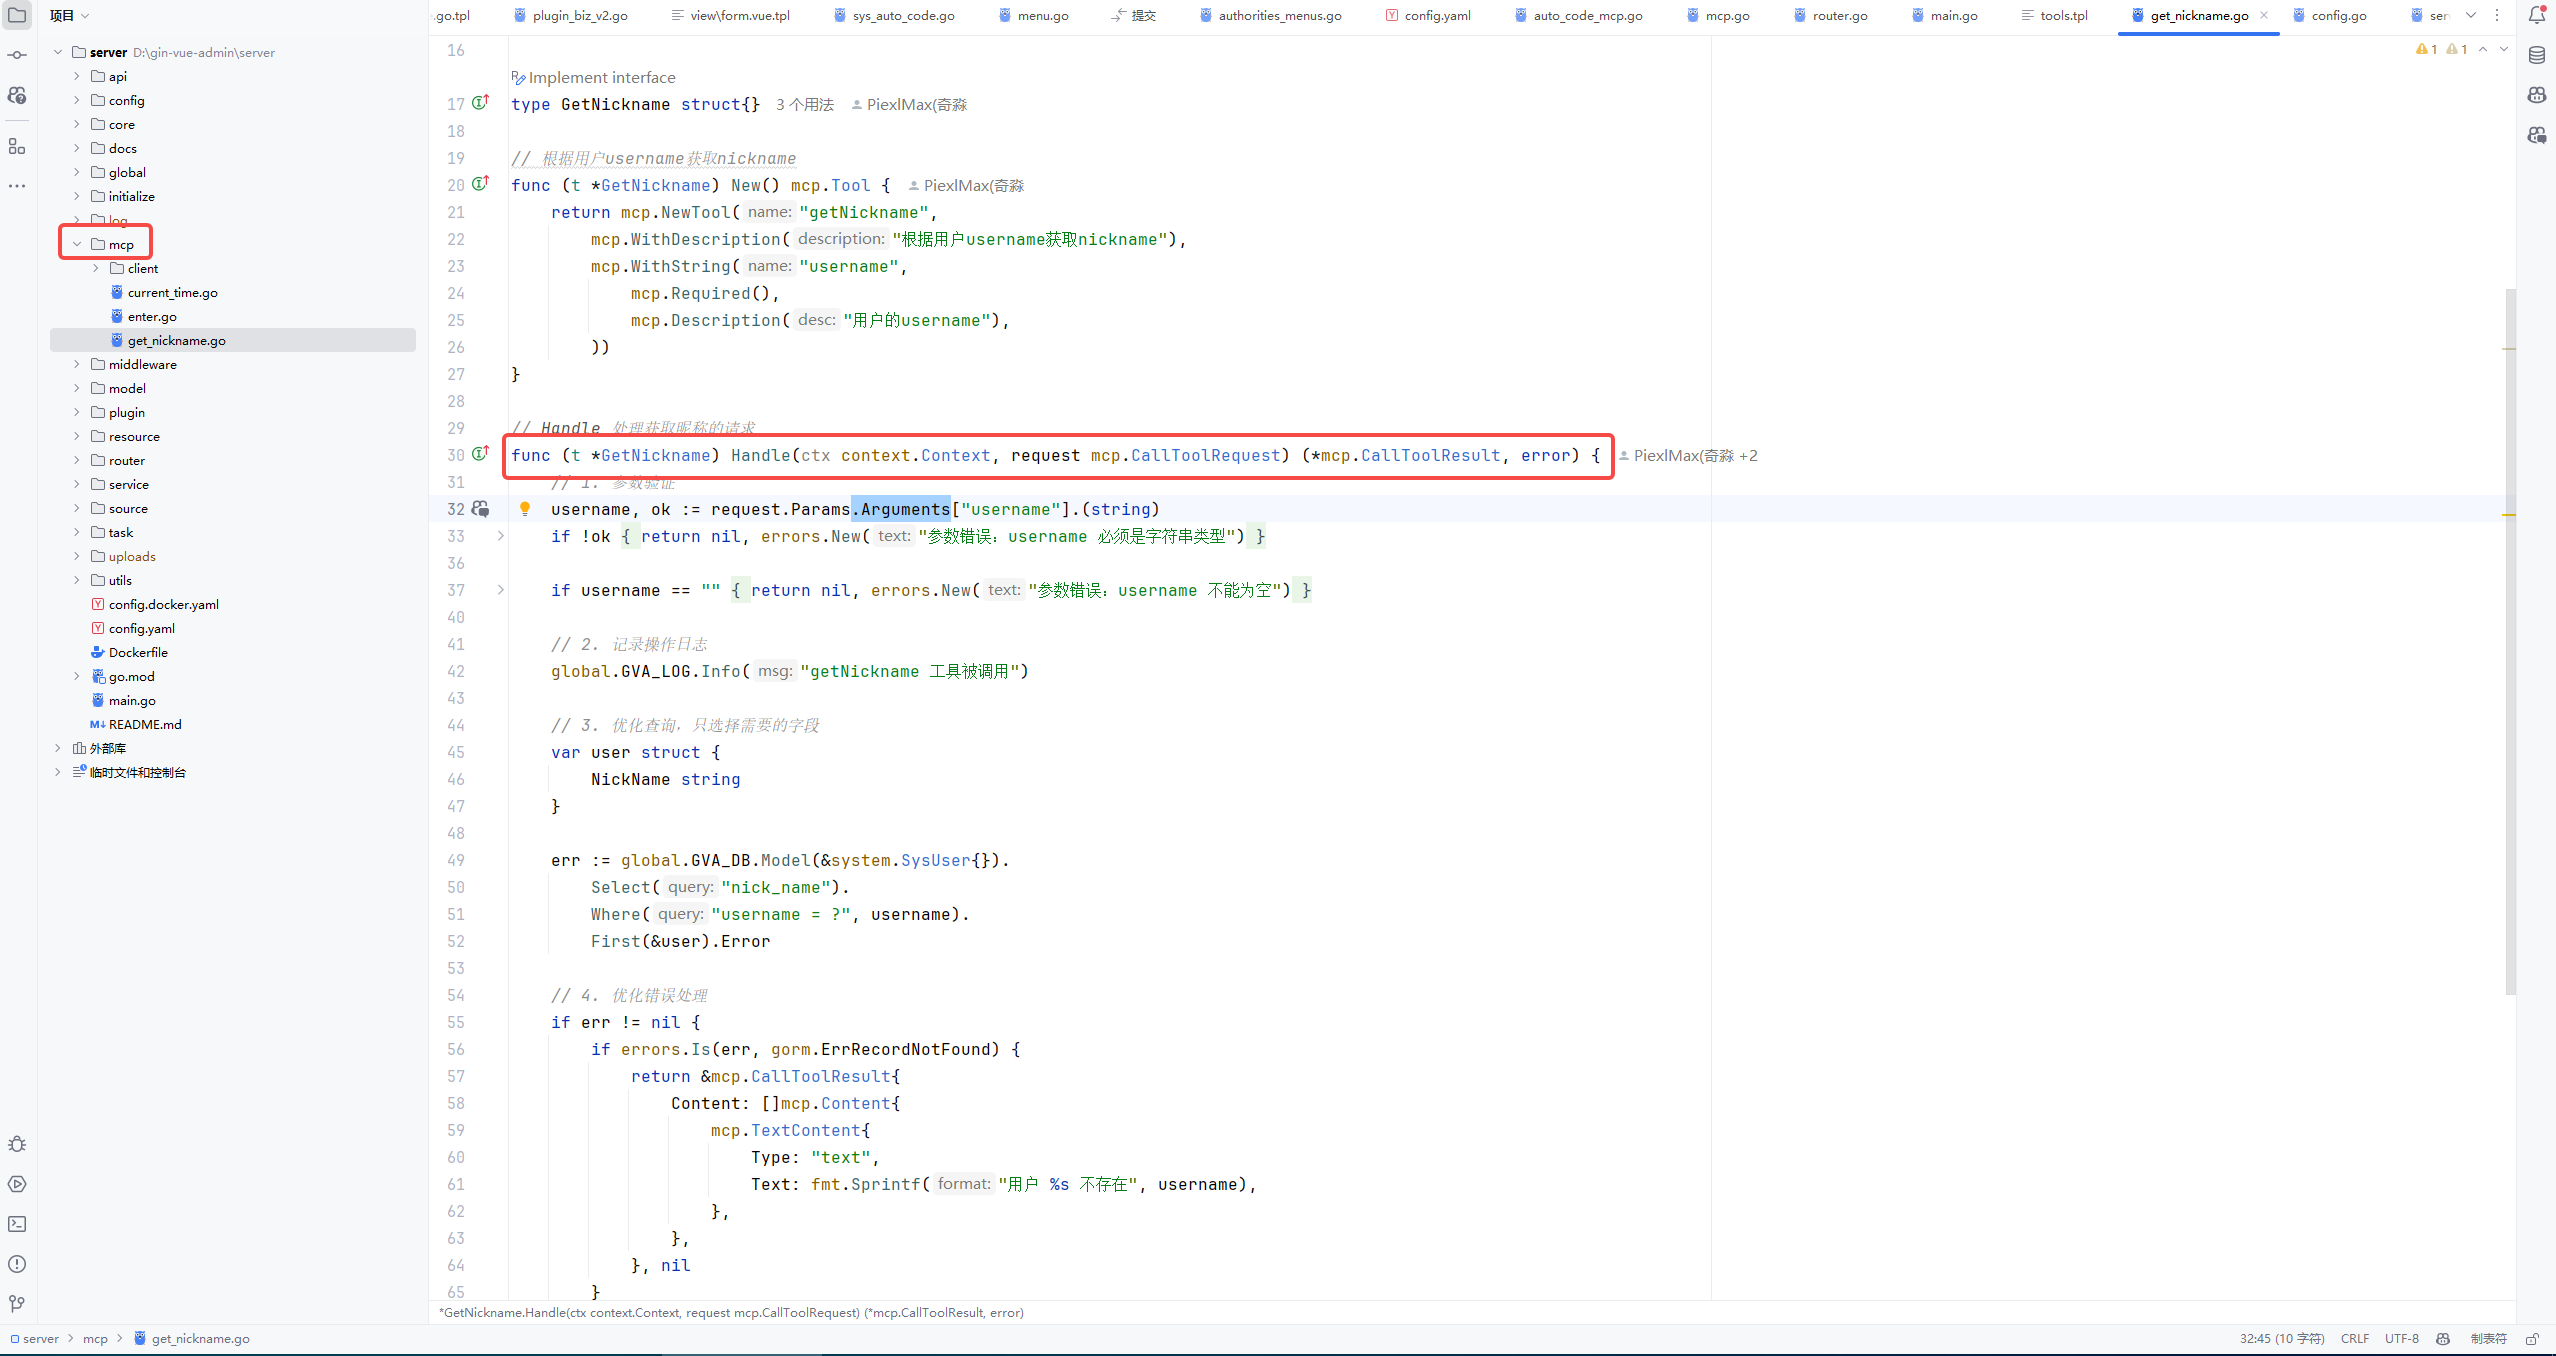 项目
.go.tpl
plugin_biz_v2.go
view\form.vue.tpl
sys_auto_code.go
menu.go
提交
authorities_menus.go
config.yaml
auto_code_mcp.go
mcp.go
router.go
main.go
tools.tpl
get_nickname.go
config.go
ser
server D:\gin-vue-admin\server
api
config
core
docs
global
initialize
log
mcp
client
current_time.go
enter.go
get_nickname.go
middleware
model
plugin
resource
router
service
source
task
uploads
utils
config.docker.yaml
config.yaml
Dockerfile
go.mod
main.go
README.md
外部库
临时文件和控制台
1 1
16
Implement interface
17 type GetNickname struct{} 3 个用法 PiexlMax(奇淼
18
19 // 根据用户username获取nickname
20 func (t *GetNickname) New() mcp.Tool { PiexlMax(奇淼
21 return mcp.NewTool( name: "getNickname",
22 mcp.WithDescription( description: "根据用户username获取nickname"),
23 mcp.WithString( name: "username",
24 mcp.Required(),
25 mcp.Description( desc: "用户的username"),
26 ))
27 }
28
29 // Handle 处理获取昵称的请求
30 func (t *GetNickname) Handle(ctx context.Context, request mcp.CallToolRequest) (*mcp.CallToolResult, error) { PiexlMax(奇淼 +2
31 // 1. 参数验证
32 username, ok := request.Params.Arguments["username"].(string)
33 if !ok { return nil, errors.New( text: "参数错误：username 必须是字符串类型") }
36
37 if username == "" { return nil, errors.New( text: "参数错误：username 不能为空") }
40
41 // 2. 记录操作日志
42 global.GVA_LOG.Info( msg: "getNickname 工具被调用")
43
44 // 3. 优化查询，只选择需要的字段
45 var user struct {
46 NickName string
47 }
48
49 err := global.GVA_DB.Model(&system.SysUser{}).
50 Select( query: "nick_name").
51 Where( query: "username = ?", username).
52 First(&user).Error
53
54 // 4. 优化错误处理
55 if err != nil {
56 if errors.Is(err, gorm.ErrRecordNotFound) {
57 return &mcp.CallToolResult{
58 Content: []mcp.Content{
59 mcp.TextContent{
60 Type: "text",
61 Text: fmt.Sprintf( format: "用户 %s 不存在", username),
62 },
63 },
64 }, nil
65 }
*GetNickname.Handle(ctx context.Context, request mcp.CallToolRequest) (*mcp.CallToolResult, error)
server > mcp > get_nickname.go
32:45 (10 字符) CRLF UTF-8 制表符